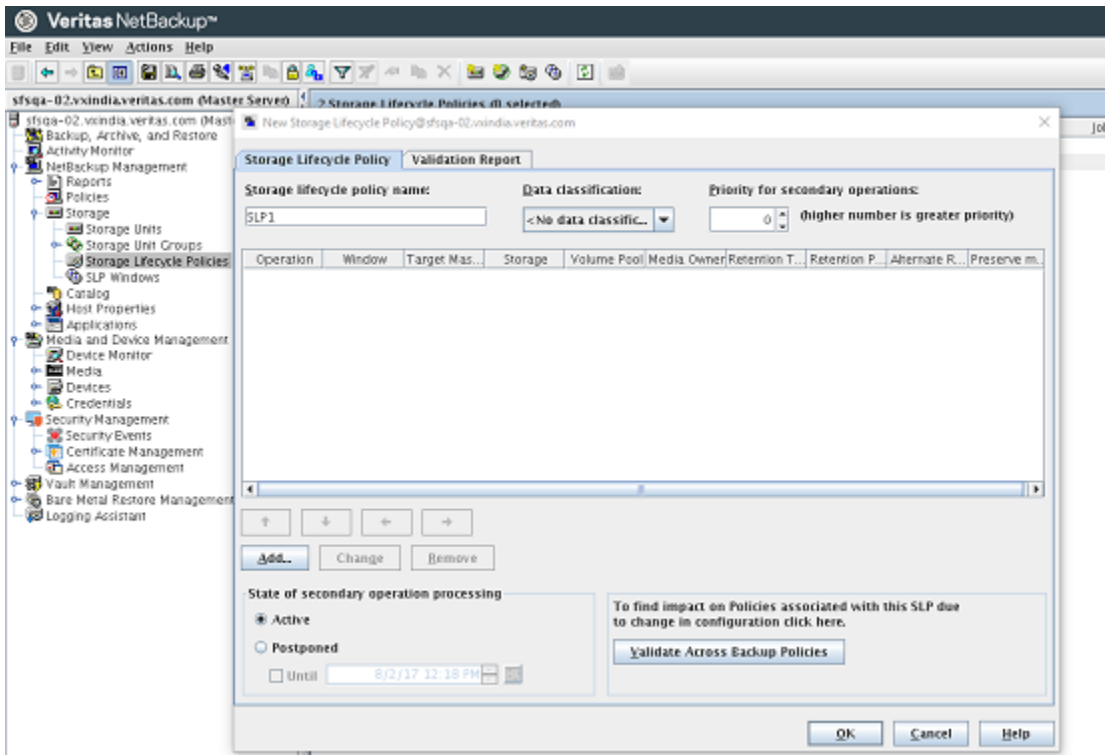 Veritas NetBackup™
File Edit View Actions Help
sfsqa-02.vxindia.veritas.com (Master Server)
2 Storage Lifecycle Policies (0 selected)
sfsqa-02.vxindia.veritas.com (Mast
Backup, Archive, and Restore
Activity Monitor
NetBackup Management
Reports
Policies
Storage
Storage Units
Storage Unit Groups
Storage Lifecycle Policies
SLP Windows
Catalog
Host Properties
Applications
Media and Device Management
Device Monitor
Media
Devices
Credentials
Security Management
Security Events
Certificate Management
Access Management
Vault Management
Bare Metal Restore Management
Logging Assistant
New Storage Lifecycle Policy@sfsqa-02.vxindia.veritas.com
Storage Lifecycle Policy Validation Report
Storage lifecycle policy name: Data classification: Priority for secondary operations:
SLP1 <No data classific... 0 (higher number is greater priority)
Operation Window Target Mas... Storage Volume Pool Media Owner Retention T... Retention P... Alternate R... Preserve m...
Add... Change Remove
State of secondary operation processing
Active
Postponed
Until 8/2/17 12:18 PM
To find impact on Policies associated with this SLP due
to change in configuration click here.
Validate Across Backup Policies
OK Cancel Help